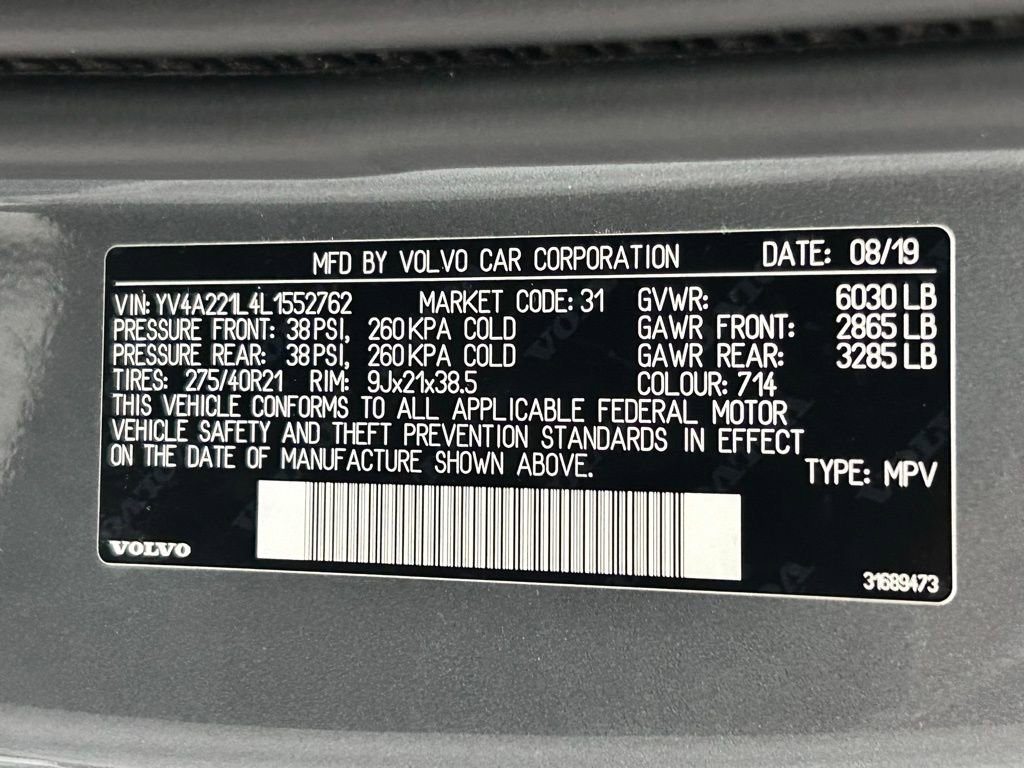 MFD BY VOLVO CAR CORPORATION DATE: 08/19
VIN: YV4A221L4L1552762 MARKET CODE: 31 GVWR: 6030 LB
PRESSURE FRONT: 38 PSI, 260 KPA COLD GAWR FRONT: 2865 LB
PRESSURE REAR: 38 PSI, 260 KPA COLD GAWR REAR: 3285 LB
TIRES: 275/40R21 RIM: 9Jx21x38.5 COLOUR: 714
THIS VEHICLE CONFORMS TO ALL APPLICABLE FEDERAL MOTOR
VEHICLE SAFETY AND THEFT PREVENTION STANDARDS IN EFFECT
ON THE DATE OF MANUFACTURE SHOWN ABOVE.
TYPE: MPV
VOLVO
31689473